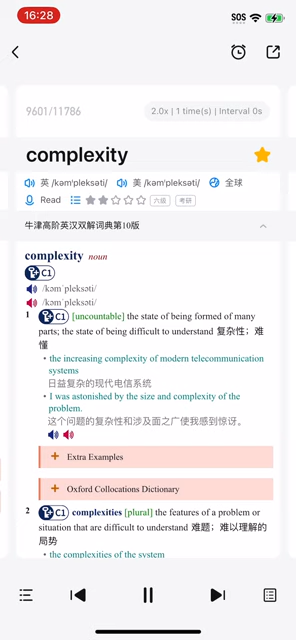 16:28
SOS
9601/11786
2.0x | 1 time(s) | Interval 0s
complexity
英 /kəmˈpleksəti/ 美 /kəmˈpleksəti/ 全球
Read 六级 考研
牛津高阶英汉双解词典第10版
complexity noun
C1
/kəmˈpleksəti/
/kəmˈpleksəti/
1 C1 [uncountable] the state of being formed of many
parts; the state of being difficult to understand 复杂性；难
懂
• the increasing complexity of modern telecommunication
systems
日益复杂的现代电信系统
• I was astonished by the size and complexity of the
problem.
这个问题的复杂性和涉及面之广使我感到惊讶。
+ Extra Examples
+ Oxford Collocations Dictionary
2 C1 complexities [plural] the features of a problem or
situation that are difficult to understand 难题；难以理解的
局势
• the complexities of the system